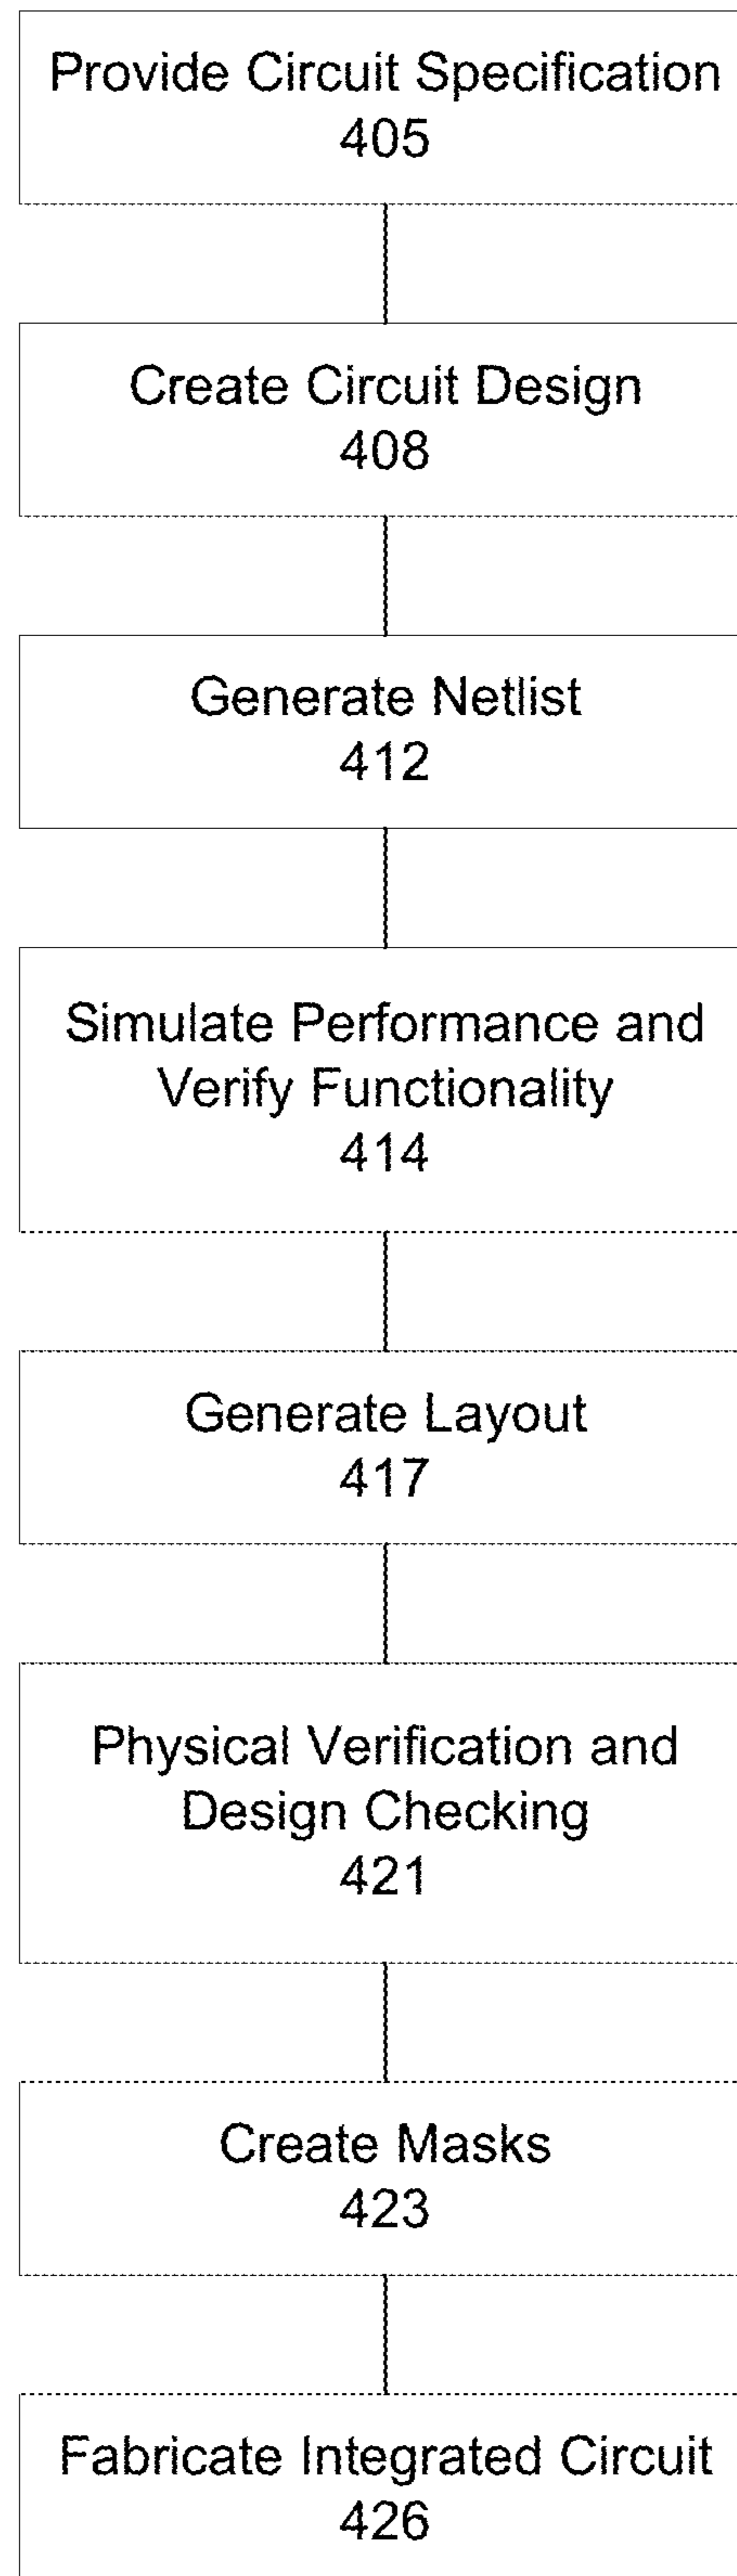 Provide Circuit Specification
405
Create Circuit Design
408
Generate Netlist
412
Simulate Performance and
Verify Functionality
414
Generate Layout
417
Physical Verification and
Design Checking
421
Create Masks
423
Fabricate Integrated Circuit
426